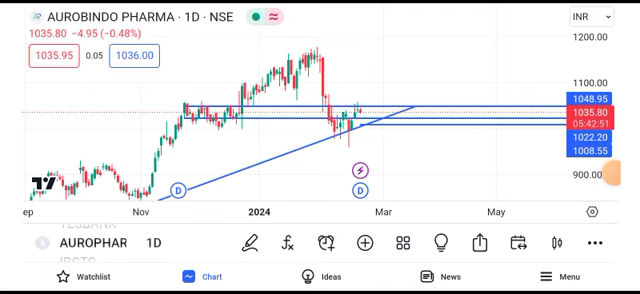 AUROBINDO PHARMA · 1D · NSE
INR
1035.80 −4.95 (−0.48%)
1035.95 0.05 1036.00
1200.00
1100.00
1048.95
1035.80
05:42:51
1022.20
1008.55
900.00
D D
ep Nov 2024 Mar May
AUROPHAR 1D
Watchlist Chart Ideas News Menu